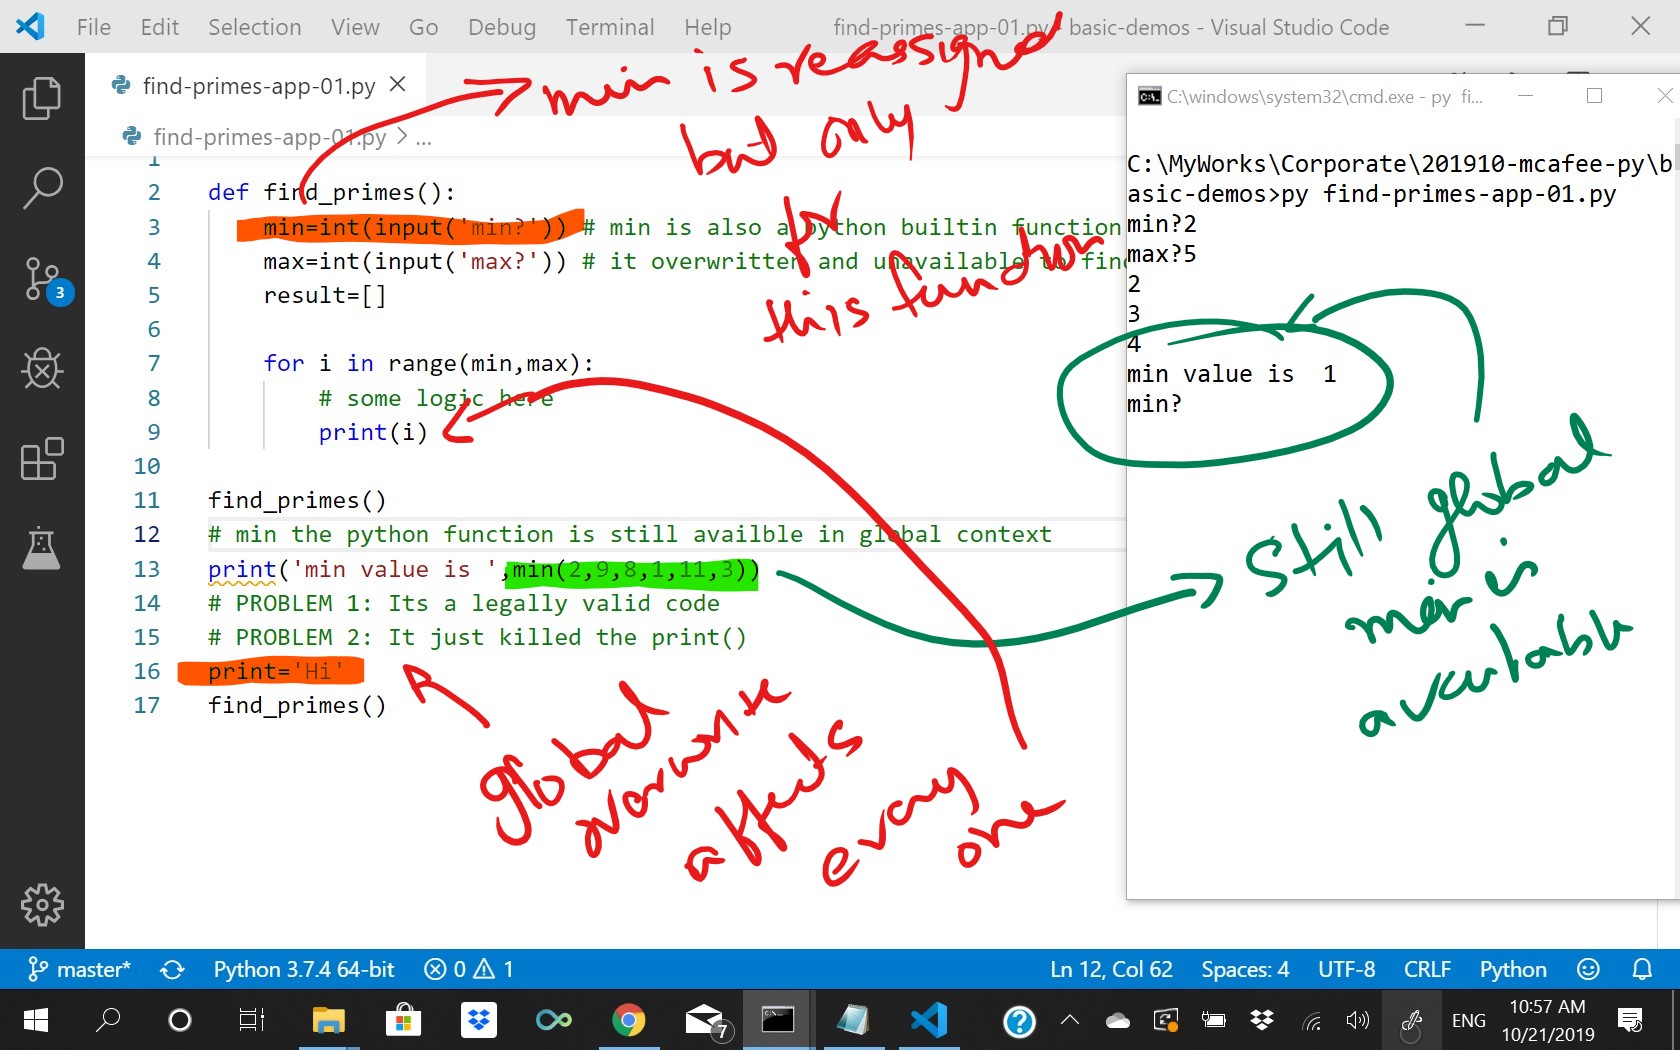 File Edit Selection View Go Debug Terminal Help find-primes-app-01.py - basic-demos - Visual Studio Code
find-primes-app-01.py
find-primes-app-01.py > ...
1
2 def find_primes():
3 min=int(input('min?')) # min is also a python builtin function
4 max=int(input('max?')) # it overwritten and unavailable to find
5 result=[]
6
7 for i in range(min,max):
8 # some logic here
9 print(i)
10
11 find_primes()
12 # min the python function is still availble in global context
13 print('min value is ',min(2,9,8,1,11,3))
14 # PROBLEM 1: Its a legally valid code
15 # PROBLEM 2: It just killed the print()
16 print='Hi'
17 find_primes()
min is reassigned
but only
for
this function
global
affects
every
one
C:\windows\system32\cmd.exe - py fi...
C:\MyWorks\Corporate\201910-mcafee-py\b
asic-demos>py find-primes-app-01.py
min?2
max?5
2
3
4
min value is 1
min?
Still global
min is
available
3
master* Python 3.7.4 64-bit 0 1 Ln 12, Col 62 Spaces: 4 UTF-8 CRLF Python
7 ENG 10:57 AM
10/21/2019